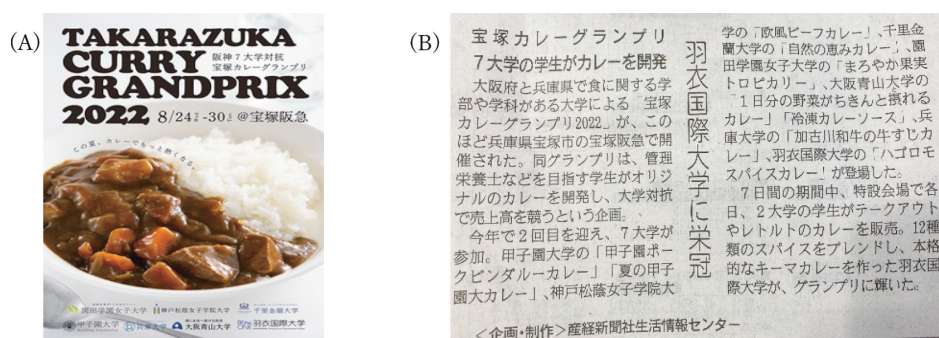 (A)
TAKARAZUKA
CURRY
阪神7大学対抗
宝塚カレーグランプリ
GRANDPRIX
2022 8/24-30 @宝塚阪急
この夏、カレーでもっと熱くなる。
園田学園女子大学 神戸松蔭女子学院大学 千里金蘭大学
甲子園大学 兵庫大学 大阪青山大学 羽衣国際大学
(B)
宝塚カレーグランプリ
7大学の学生がカレーを開発
羽衣国際大学に栄冠
大阪府と兵庫県で食に関する学
部や学科がある大学による「宝塚
カレーグランプリ2022」が、この
ほど兵庫県宝塚市の宝塚阪急で開
催された。同グランプリは、管理
栄養士などを目指す学生がオリジ
ナルのカレーを開発し、大学対抗
で売上高を競うという企画。
今年で2回目を迎え、7大学が
参加。甲子園大学の「甲子園ポー
クビンダルーカレー」「夏の甲子
園大カレー」、神戸松蔭女子学院大
学の「欧風ビーフカレー」、千里金
蘭大学の「自然の恵みカレー」、園
田学園女子大学の「まろやか果実
トロピカリー」、大阪青山大学の
「1日分の野菜がちきんと摂れる
カレー」「冷凍カレーソース」、兵
庫大学の「加古川和牛の牛すじカ
レー」、羽衣国際大学の「ハゴロモ
スパイスカレー」が登場した。
7日間の期間中、特設会場で各
日、2大学の学生がテークアウト
やレトルトのカレーを販売。12種
類のスパイスをブレンドし、本格
的なキーマカレーを作った羽衣国
際大学が、グランプリに輝いた。
<企画・制作>産経新聞社生活情報センター